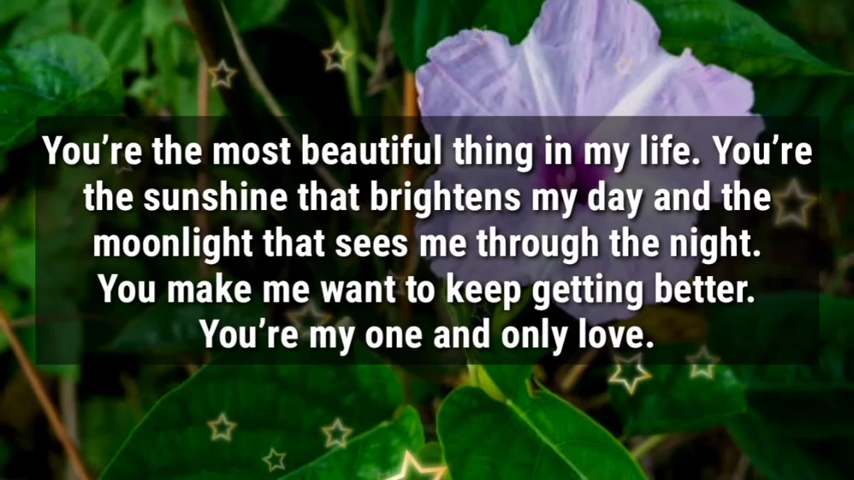 You’re the most beautiful thing in my life. You’re
the sunshine that brightens my day and the
moonlight that sees me through the night.
You make me want to keep getting better.
You’re my one and only love.